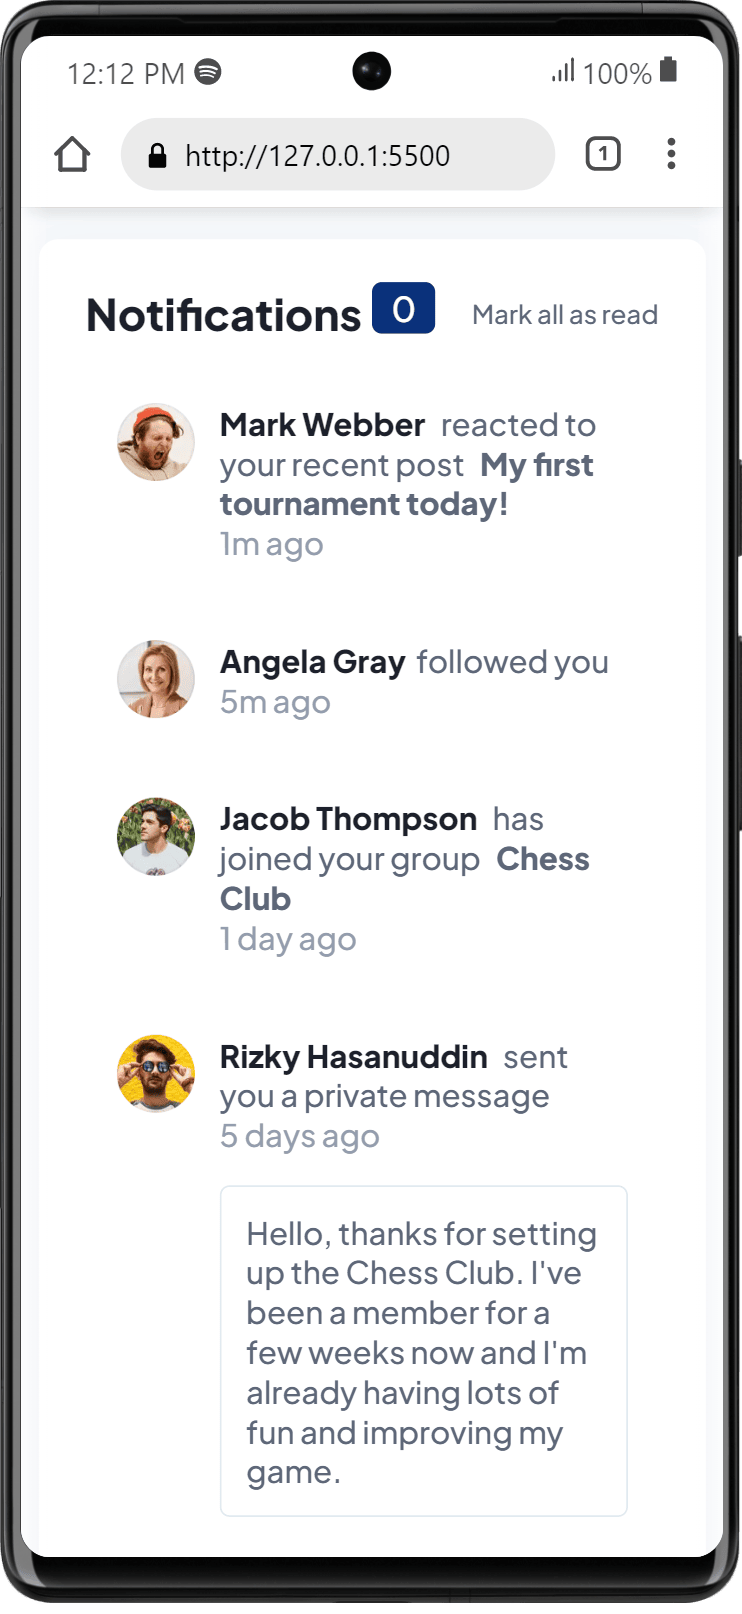 12:12 PM 100%
http://127.0.0.1:5500 1
Notifications 0 Mark all as read
Mark Webber reacted to
your recent post My first
tournament today!
1m ago
Angela Gray followed you
5m ago
Jacob Thompson has
joined your group Chess
Club
1 day ago
Rizky Hasanuddin sent
you a private message
5 days ago
Hello, thanks for setting
up the Chess Club. I've
been a member for a
few weeks now and I'm
already having lots of
fun and improving my
game.